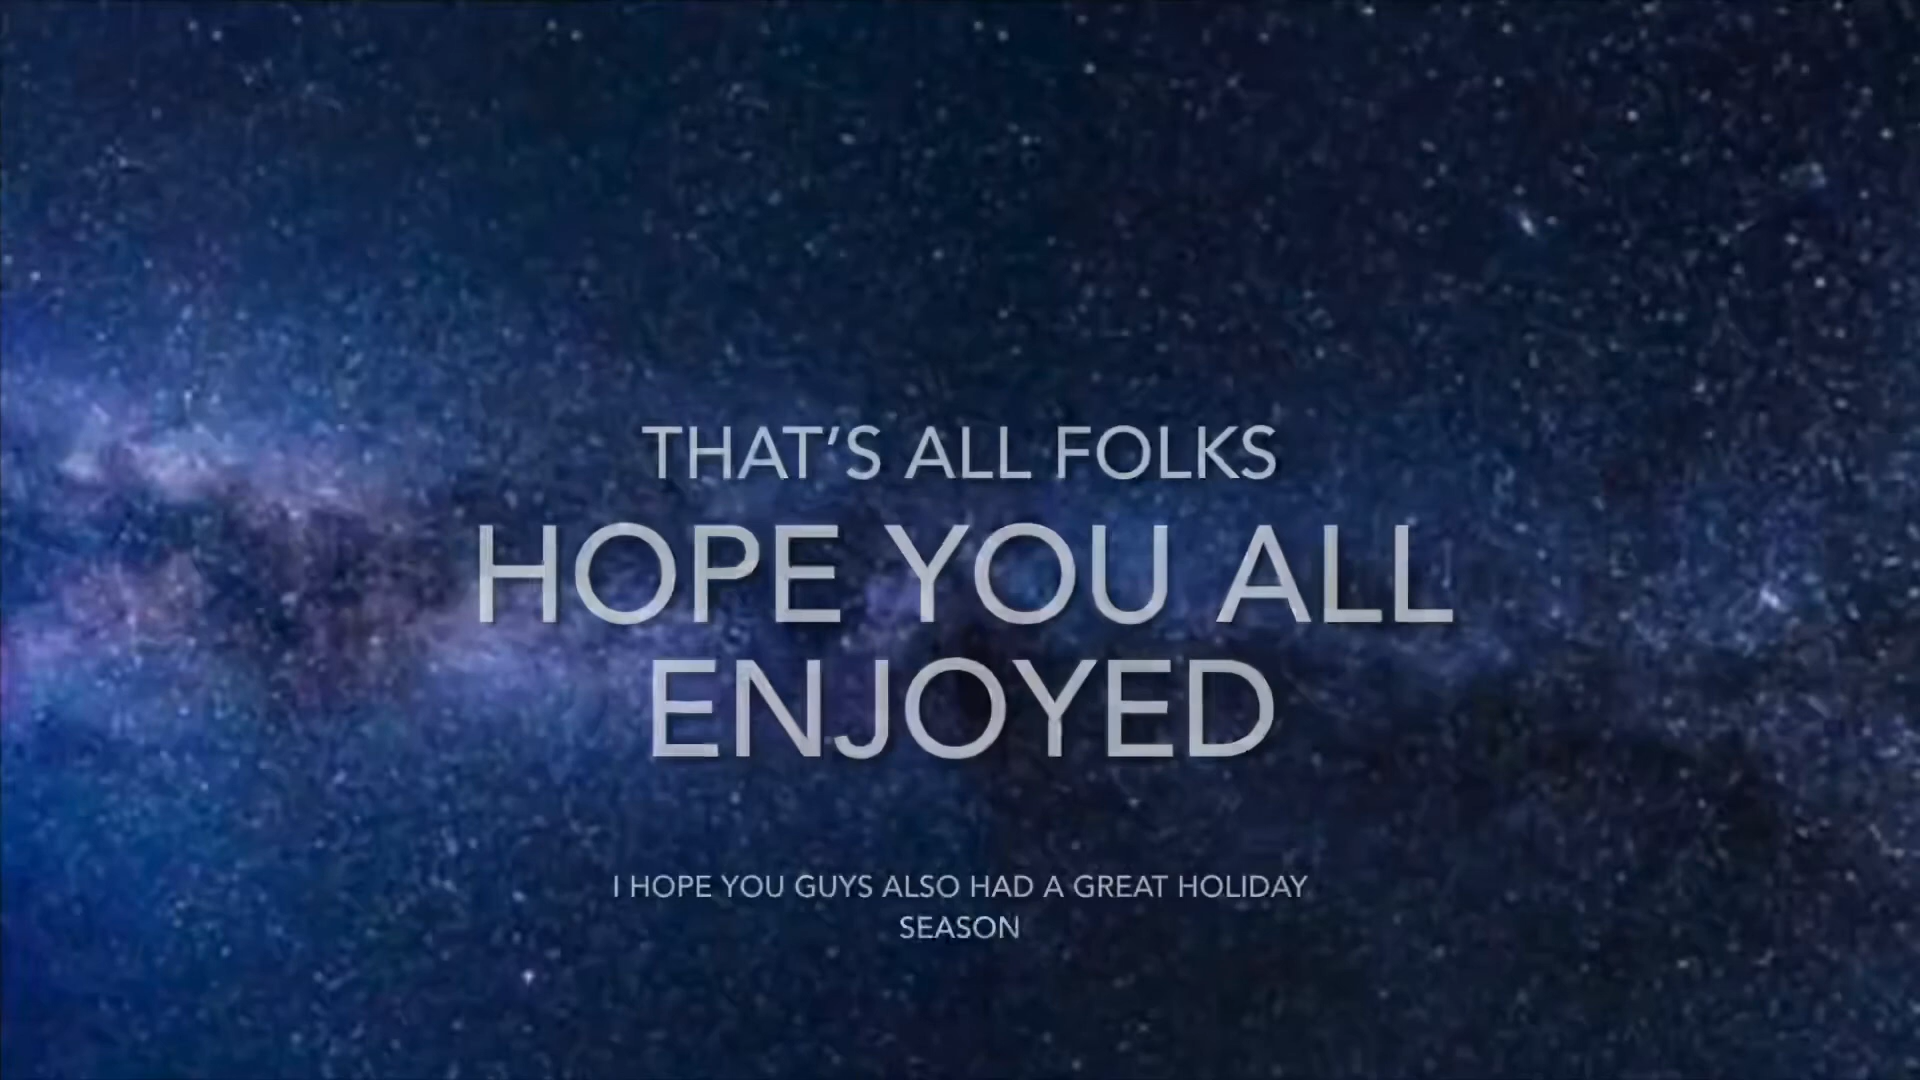 THAT'S ALL FOLKS
HOPE YOU ALL
ENJOYED
I HOPE YOU GUYS ALSO HAD A GREAT HOLIDAY
SEASON